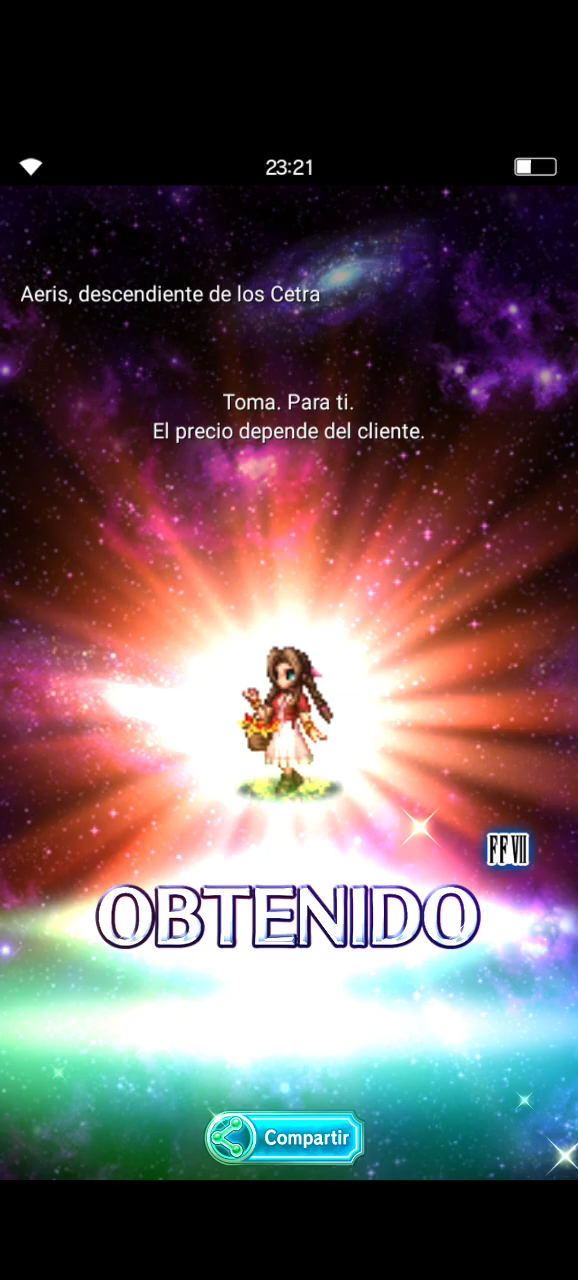 23:21
Aeris, descendiente de los Cetra
Toma. Para ti.
El precio depende del cliente.
FFVII
OBTENIDO
Compartir